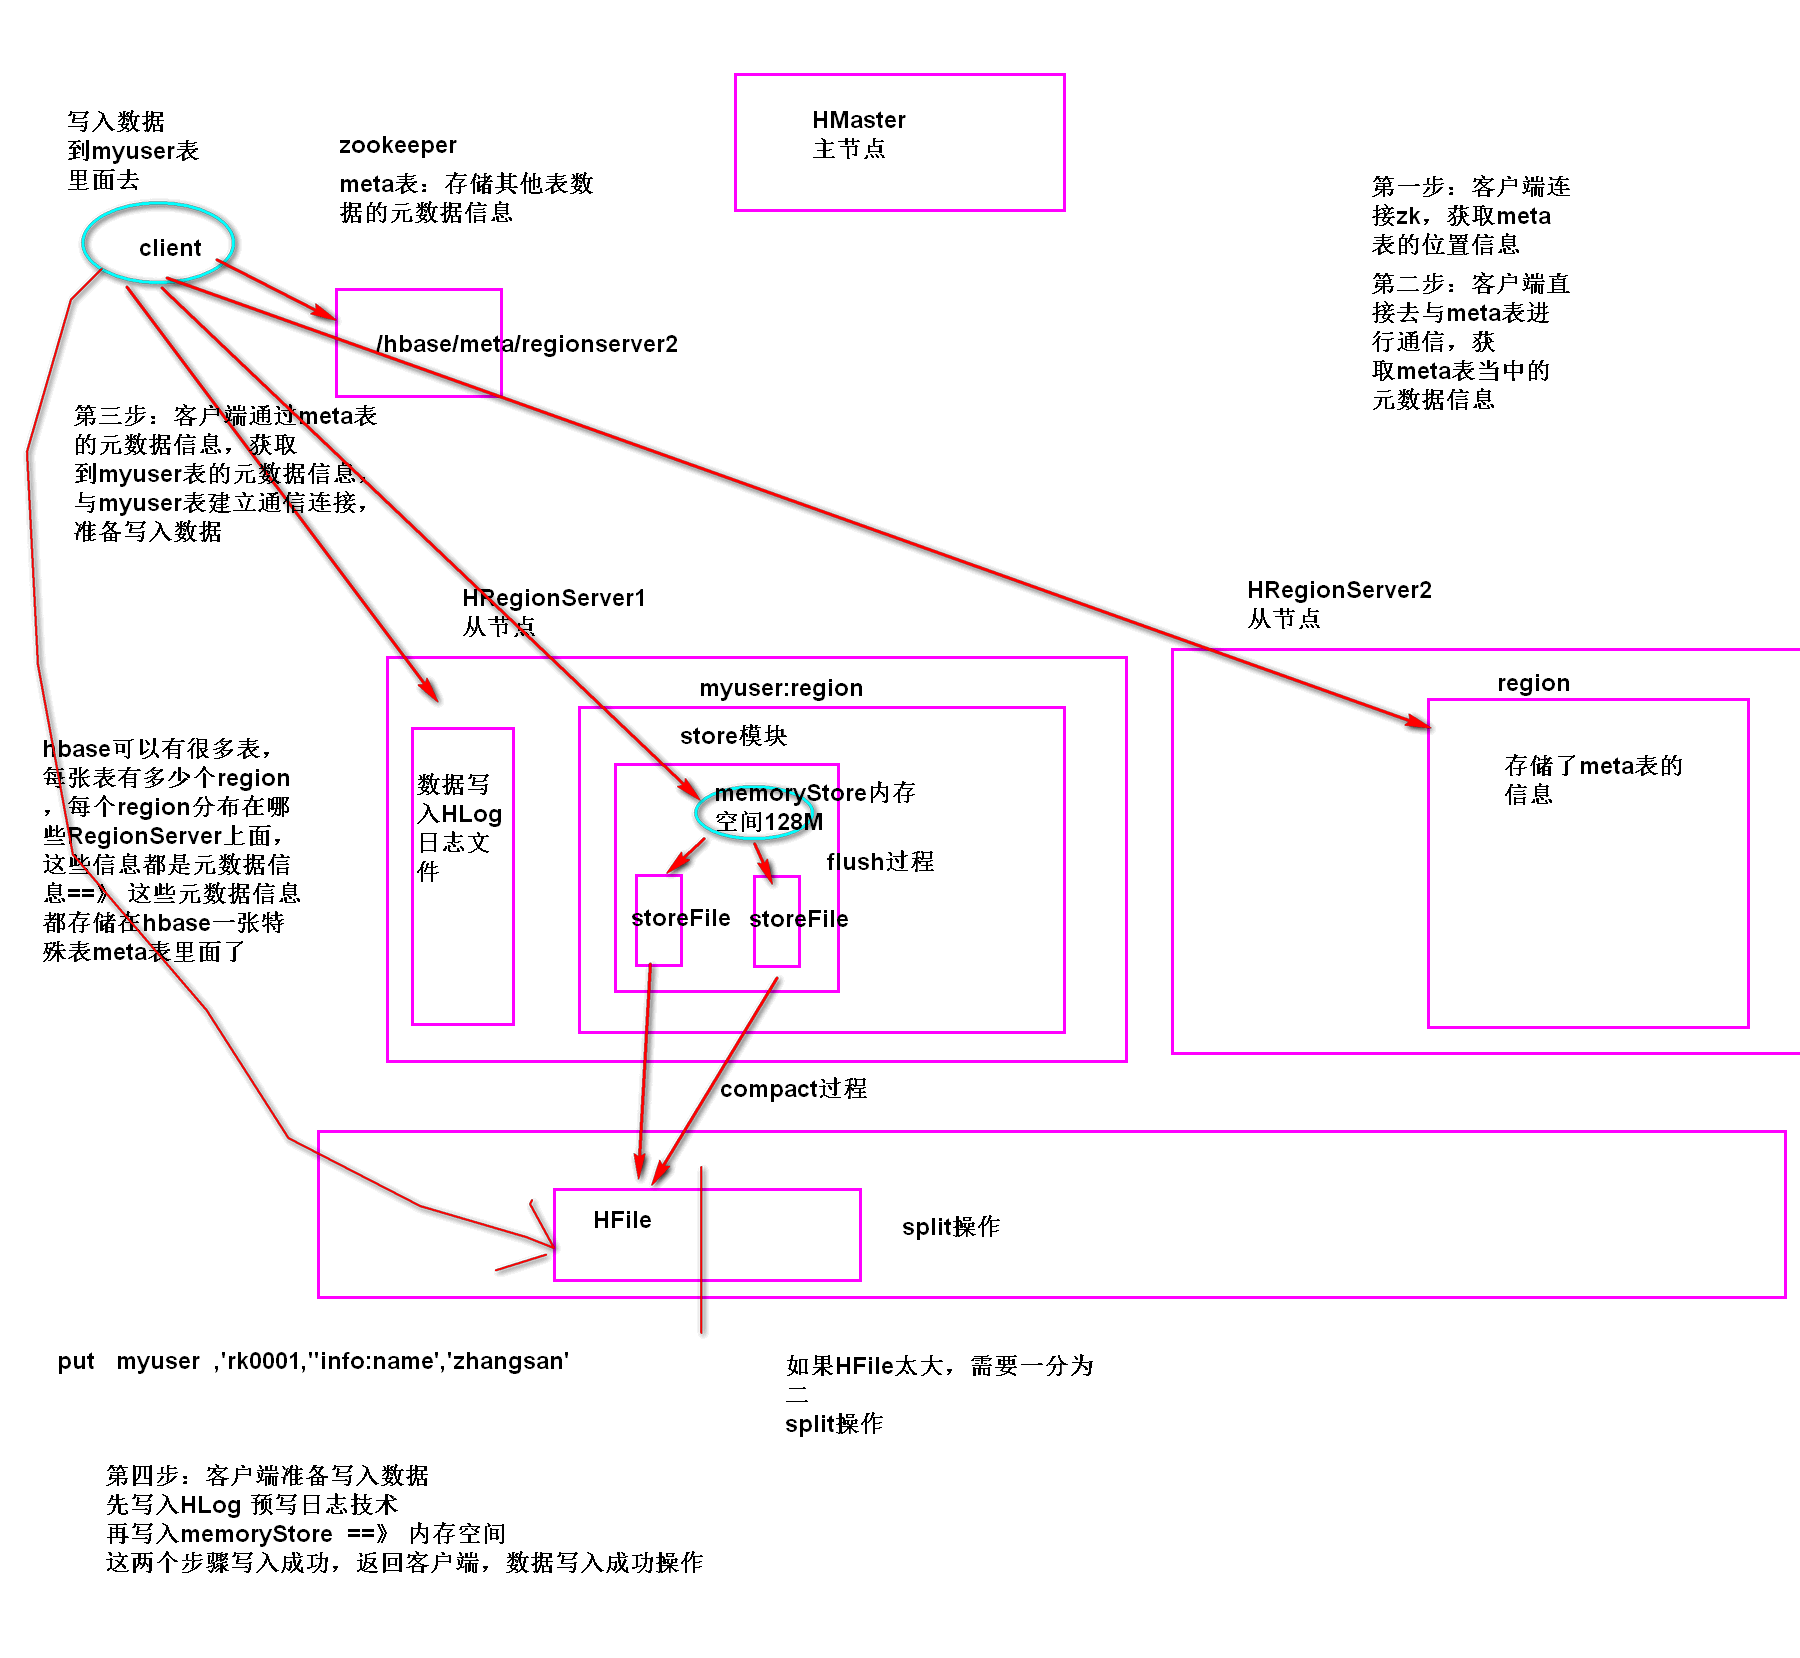 写入数据
到myuser表
里面去
client
zookeeper
meta表：存储其他表数
据的元数据信息
/hbase/meta/regionserver2
HMaster
主节点
第一步：客户端连
接zk，获取meta
表的位置信息
第二步：客户端直
接去与meta表进
行通信，获
取meta表当中的
元数据信息
第三步：客户端通过meta表
的元数据信息，获取
到myuser表的元数据信息，
与myuser表建立通信连接，
准备写入数据
HRegionServer1
从节点
HRegionServer2
从节点
myuser:region
store模块
region
hbase可以有很多表，
每张表有多少个region
，每个region分布在哪
些RegionServer上面，
这些信息都是元数据信
息==》 这些元数据信息
都存储在hbase一张特
殊表meta表里面了
数据写
入HLog
日志文
件
memoryStore内存
空间128M
flush过程
storeFile
storeFile
存储了meta表的
信息
compact过程
HFile
split操作
put myuser ,'rk0001,''info:name','zhangsan'
如果HFile太大，需要一分为
二
split操作
第四步：客户端准备写入数据
先写入HLog 预写日志技术
再写入memoryStore ==》 内存空间
这两个步骤写入成功，返回客户端，数据写入成功操作